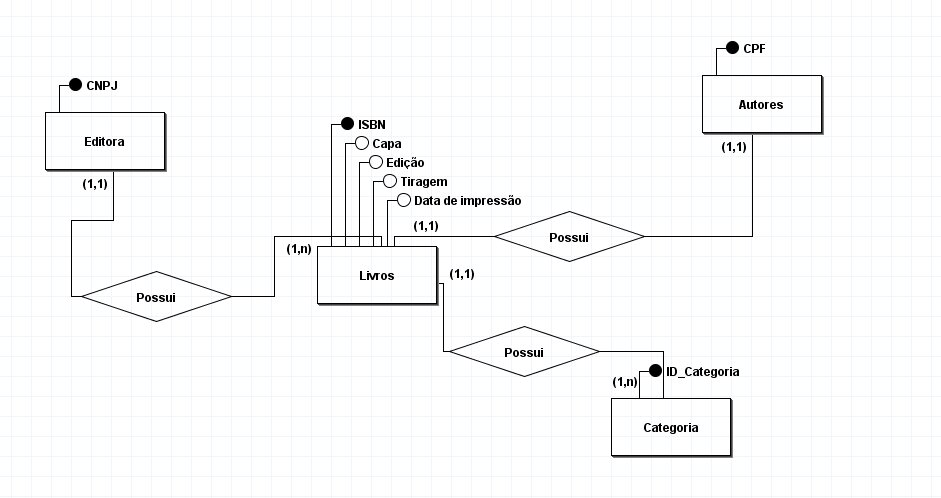 CPF
CNPJ
Autores
Editora
ISBN
Capa
(1,1)
Edição
Tiragem
(1,1)
Data de impressão
(1,1)
Possui
(1,n)
Livros
(1,1)
Possui
Possui
ID_Categoria
(1,n)
Categoria